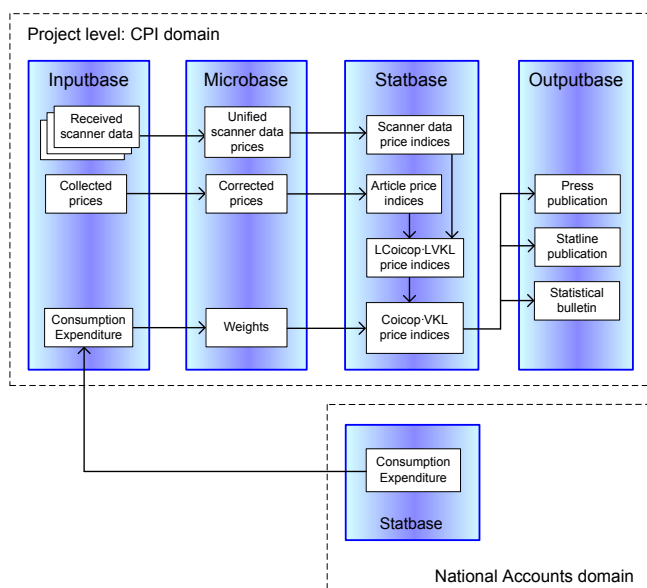 Project level: CPI domain
Inputbase
Microbase
Statbase
Outputbase
Received
scanner data
Unified
scanner data
prices
Scanner data
price indices
Collected
prices
Corrected
prices
Article price
indices
Press
publication
LCoicop·LVKL
price indices
Statline
publication
Consumption
Expenditure
Weights
Coicop·VKL
price indices
Statistical
bulletin
Consumption
Expenditure
Statbase
National Accounts domain